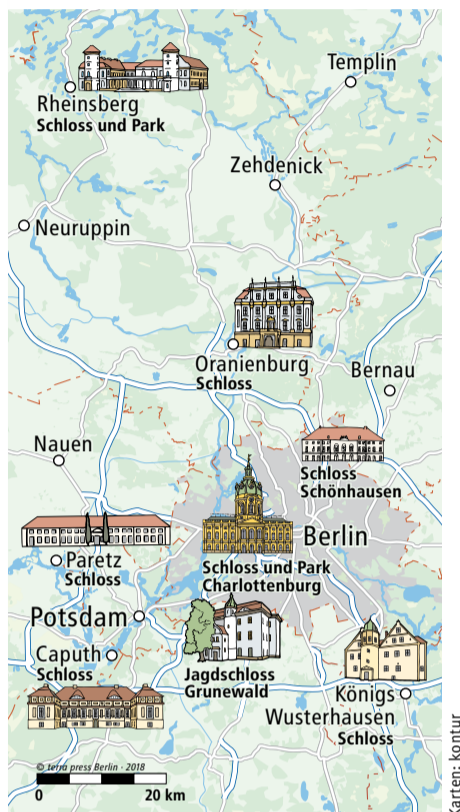 Templin
Rheinsberg
Schloss und Park
Zehdenick
Neuruppin
Oranienburg
Schloss
Bernau
Nauen
Schloss
Schönhausen
Berlin
Paretz
Schloss
Schloss und Park
Charlottenburg
Potsdam
Caputh
Schloss
Jagdschloss
Grunewald
Königs
Wusterhausen
Schloss
© terra press Berlin · 2018
0
20 km
Karten: kontur